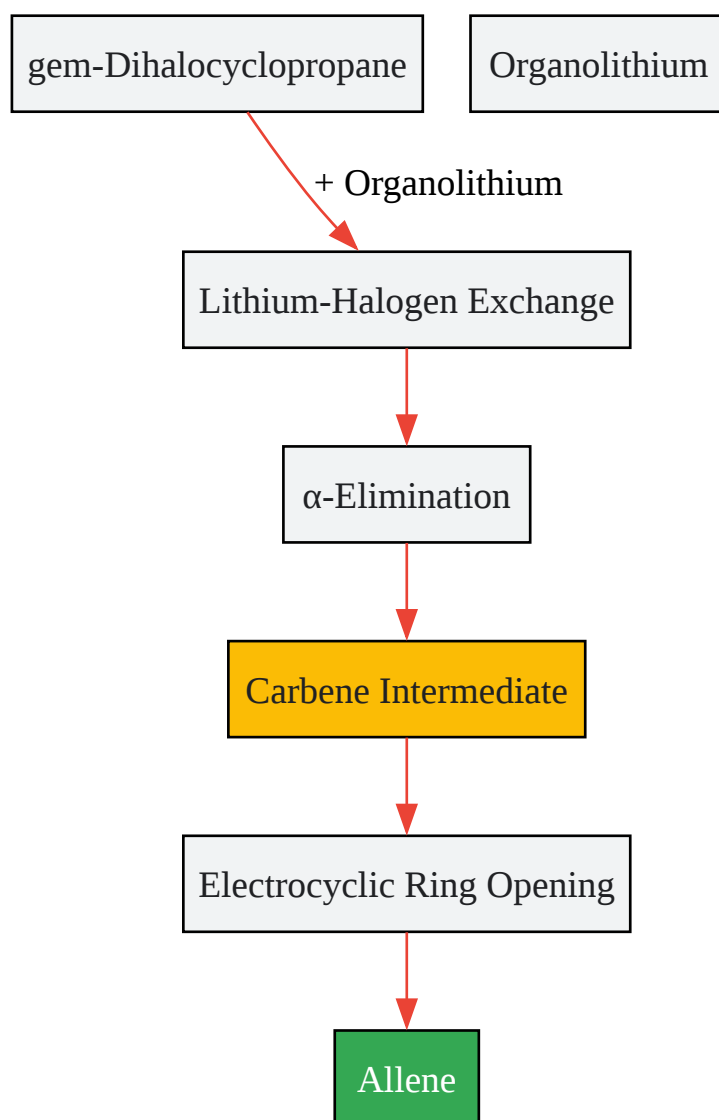 gem-Dihalocyclopropane
Organolithium
+ Organolithium
Lithium-Halogen Exchange
α-Elimination
Carbene Intermediate
Electrocyclic Ring Opening
Allene